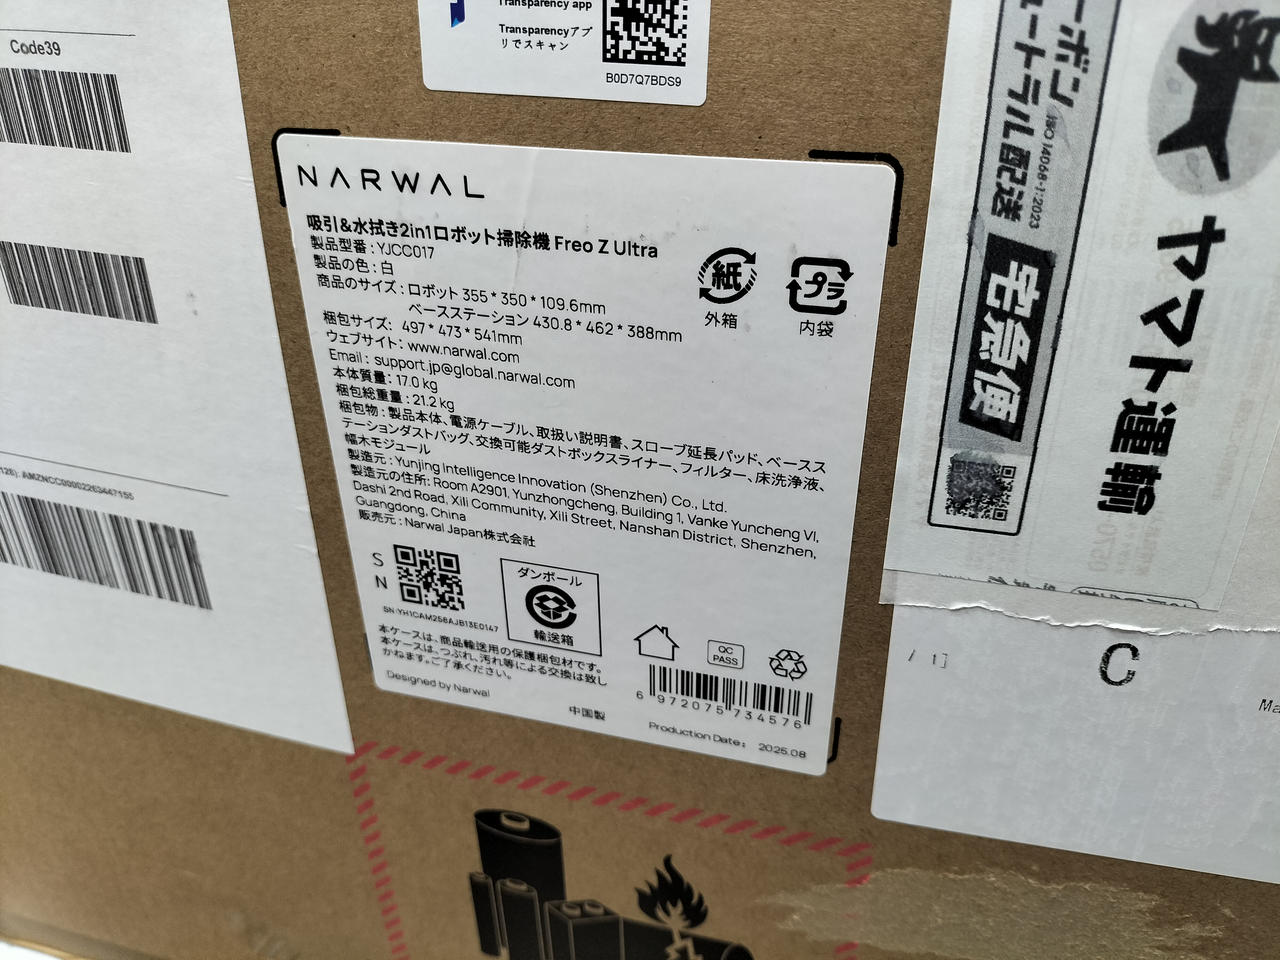 Code39
126): AMZNCC0000226344715S
Transparency app
Transparencyアプ
リでスキャン
B0D7Q7BDS9
NARWAL
吸引&水拭き2in1ロボット掃除機 Freo Z Ultra
製品型番:YJCC017
製品の色:白
商品のサイズ:ロボット 355*350*109.6mm
ベースステーション 430.8*462*388mm
梱包サイズ: 497*473*541mm
ウェブサイト:www.narwal.com
Email:support.jp@global.narwal.com
本体質量:17.0 kg
梱包総重量:21.2 kg
梱包物:製品本体、電源ケーブル、取扱い説明書、スロープ延長パッド、ベースス
テーションダストバッグ、交換可能ダストボックスライナー、フィルター、床洗浄液、
幅木モジュール
製造元:Yunjing Intelligence Innovation (Shenzhen) Co., Ltd.
製造元の住所:Room A2901, Yunzhongcheng, Building 1, Vanke Yuncheng VI,
Dashi 2nd Road, Xili Community, Xili Street, Nanshan District, Shenzhen,
Guangdong, China
販売元:Narwal Japan株式会社
紙
外箱
プラ
内袋
S
N
SN:YH1CAM258AJB13E0147
ダンボール
輸送箱
本ケースは、商品輸送用の保護梱包材です。
本ケースは、つぶれ、汚れ等による交換は致し
かねます。ご了承ください。
Designed by Narwal
QC
PASS
6 972075 734576
中国製
Production Date: 2025.08
ーボン
ュートラル配送
ISO 14068-1:2023
宅急便
ヤマト運輸
/ 1]
C
Ma